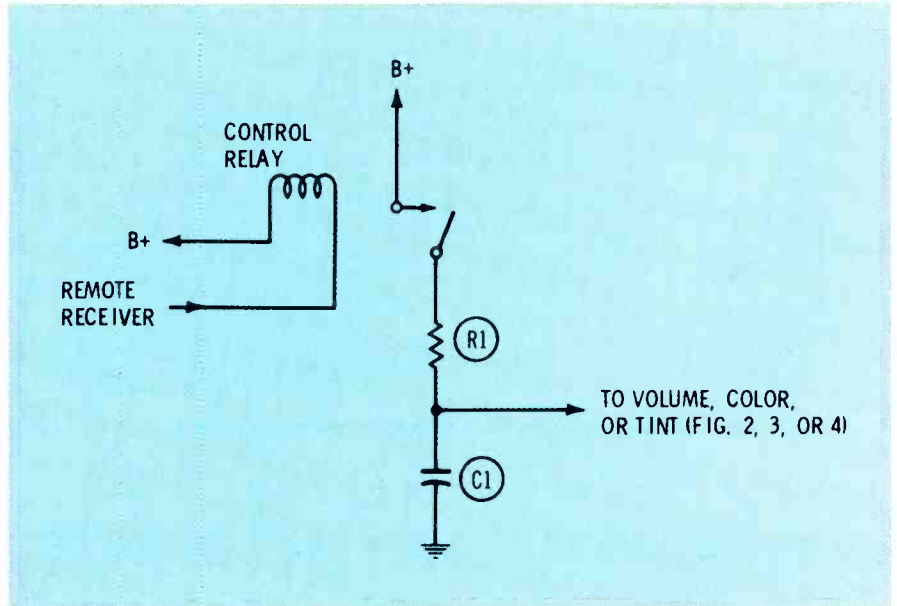 B+
CONTROL
RELAY
B+
REMOTE
RECEIVER
R1
TO VOLUME, COLOR,
OR TINT (FIG. 2, 3, OR 4)
C1